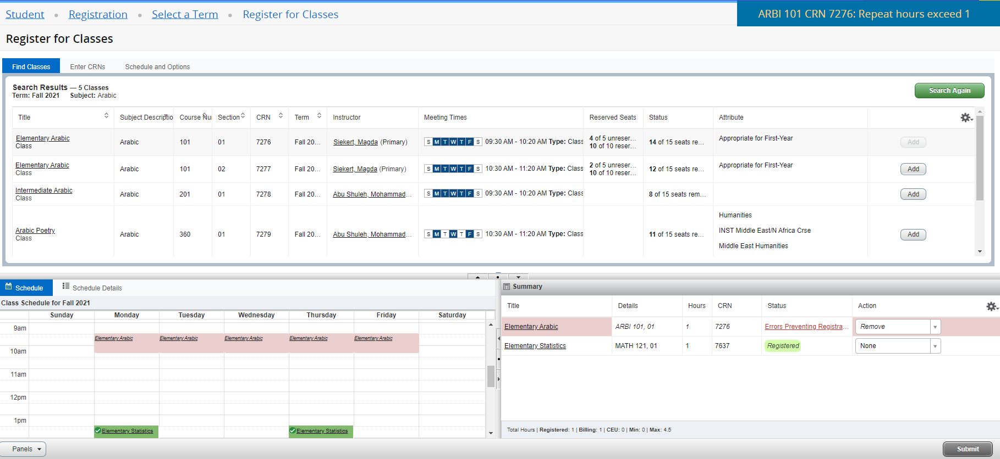 Student • Registration • Select a Term • Register for Classes
ARBI 101 CRN 7276: Repeat hours exceed 1
Register for Classes
Find Classes Enter CRNs Schedule and Options
Search Results — 5 Classes
Term: Fall 2021 Subject: Arabic
Search Again
Title Subject Descriptio Course Nu Section CRN Term Instructor Meeting Times Reserved Seats Status Attribute
Elementary Arabic
Class
Arabic 101 01 7276 Fall 20... Siekert, Magda (Primary) S M T W T F S 09:30 AM - 10:20 AM Type: Class
4 of 5 unreser...
10 of 10 reser...
14 of 15 seats re... Appropriate for First-Year Add
Elementary Arabic
Class
Arabic 101 02 7277 Fall 20... Siekert, Magda (Primary) S M T W T F S 10:30 AM - 11:20 AM Type: Class
2 of 5 unreser...
10 of 10 reser...
12 of 15 seats re... Appropriate for First-Year Add
Intermediate Arabic
Class
Arabic 201 01 7278 Fall 20... Abu Shuleh, Mohammad... S M T W T F S 09:30 AM - 10:20 AM Type: Class 8 of 15 seats rem... Add
Arabic Poetry
Class
Arabic 360 01 7279 Fall 20... Abu Shuleh, Mohammad... S M T W T F S 10:30 AM - 11:20 AM Type: Class 11 of 15 seats re...
Humanities
INST Middle East/N Africa Crse
Middle East Humanities
Add
Schedule Schedule Details
Class Schedule for Fall 2021
Sunday Monday Tuesday Wednesday Thursday Friday Saturday
9am
Elementary Arabic Elementary Arabic Elementary Arabic Elementary Arabic Elementary Arabic
10am
11am
12pm
1pm
Elementary Statistics Elementary Statistics
Summary
Title Details Hours CRN Status Action
Elementary Arabic ARBI 101, 01 1 7276 Errors Preventing Registra... Remove
Elementary Statistics MATH 121, 01 1 7637 Registered None
Total Hours | Registered: 1 | Billing: 1 | CEU: 0 | Min: 0 | Max: 4.5
Panels Submit